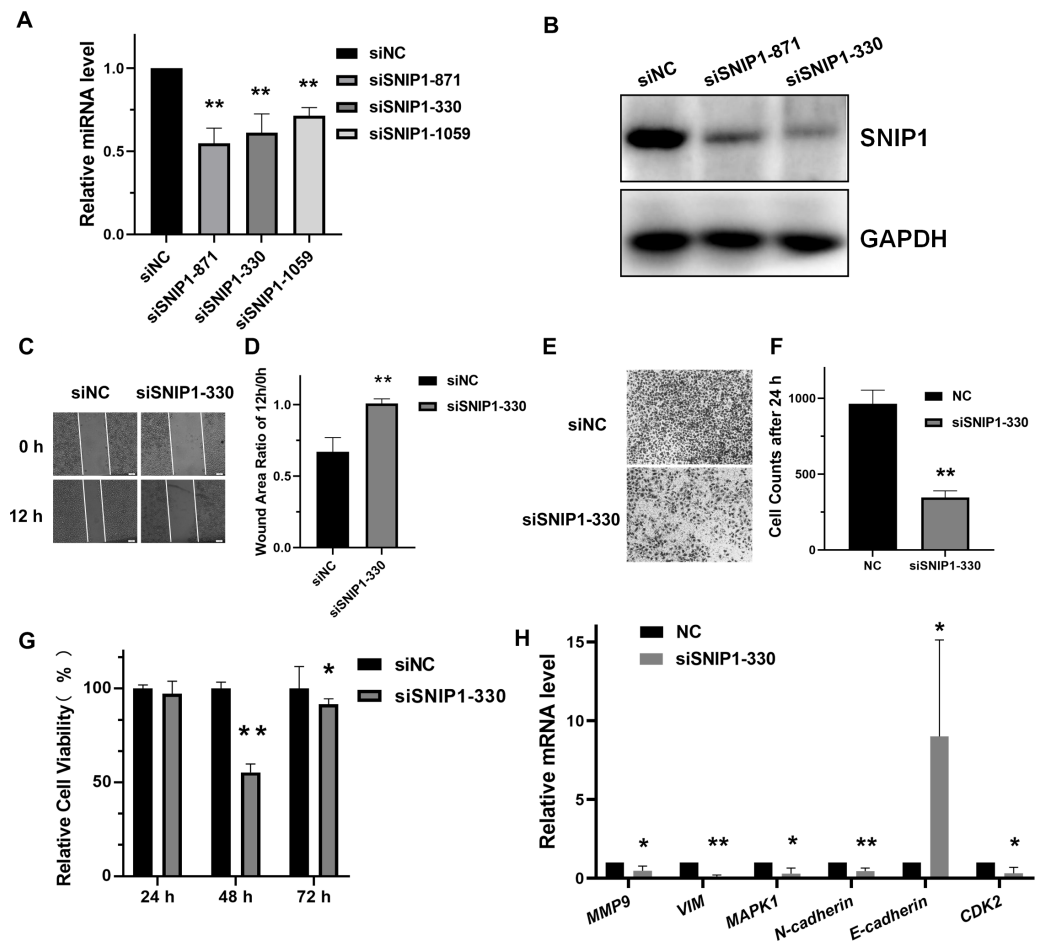 A
Relative miRNA level
1.0
0.5
0.0
**
**
**
siNC
siSNIP1-871
siSNIP1-330
siSNIP1-1059
siNC
siSNIP1-871
siSNIP1-330
siSNIP1-1059
B
siNC
siSNIP1-871
siSNIP1-330
SNIP1
GAPDH
C
siNC
siSNIP1-330
0 h
12 h
D
Wound Area Ratio of 12h/0h
1.0
0.5
0.0
**
siNC
siSNIP1-330
siNC
siSNIP1-330
E
siNC
siSNIP1-330
F
Cell Counts after 24 h
1000
500
0
**
NC
siSNIP1-330
NC
siSNIP1-330
G
Relative Cell Viability( % )
100
50
0
**
*
24 h
48 h
72 h
siNC
siSNIP1-330
H
Relative mRNA level
15
10
5
0
NC
siSNIP1-330
*
**
*
**
*
*
MMP9
VIM
MAPK1
N-cadherin
E-cadherin
CDK2